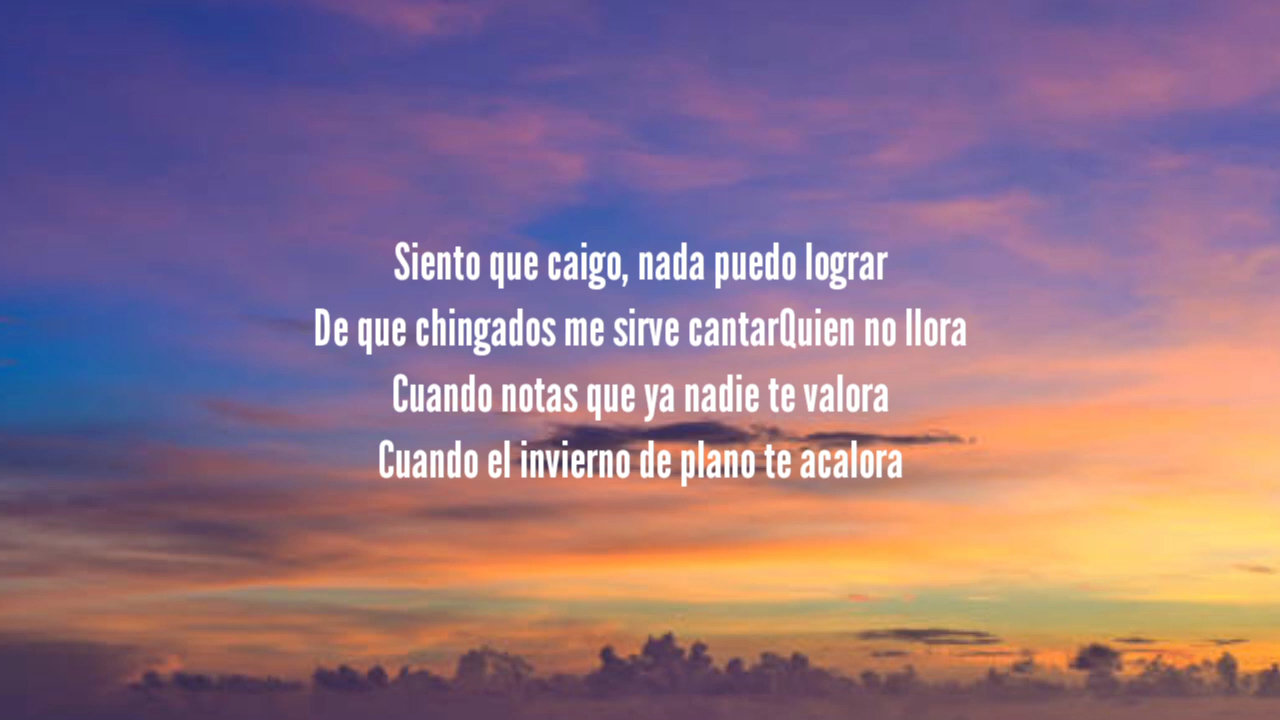 Siento que caigo, nada puedo lograr
De que chingados me sirve cantarQuien no llora
Cuando notas que ya nadie te valora
Cuando el invierno de plano te acalora